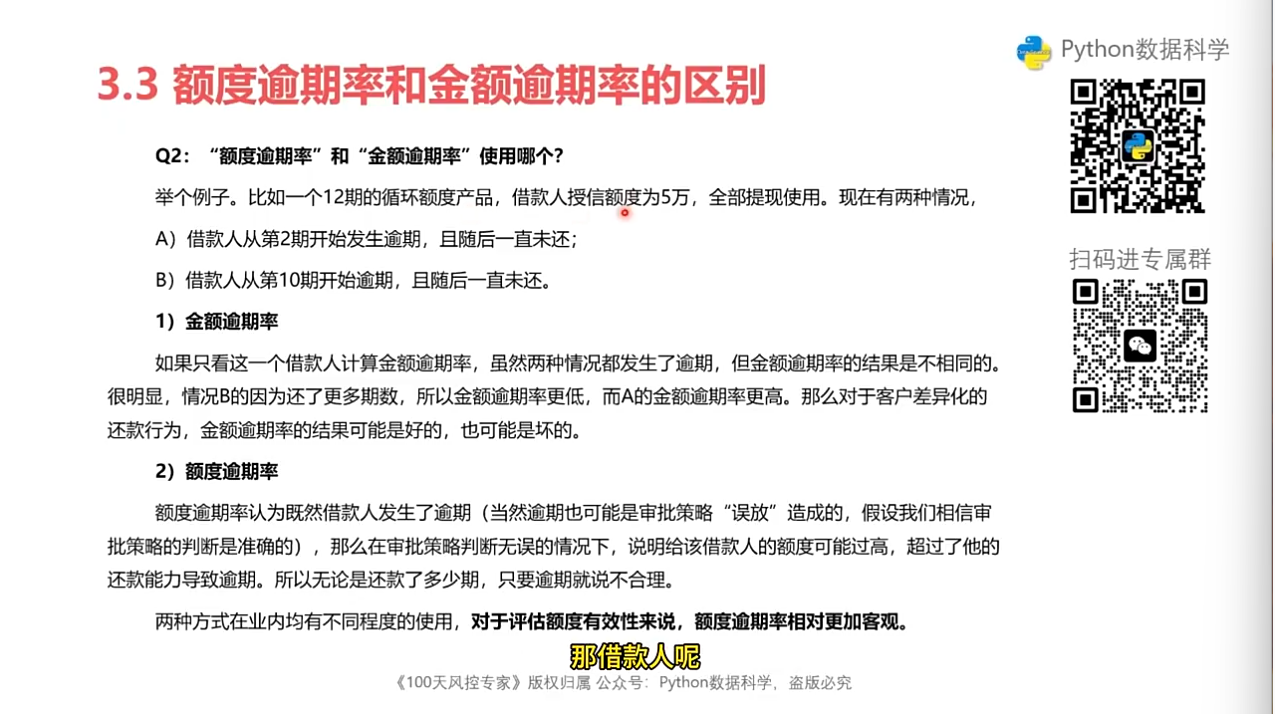 Python数据科学
3.3 额度逾期率和金额逾期率的区别
Q2：“额度逾期率”和“金额逾期率”使用哪个？
举个例子。比如一个12期的循环额度产品，借款人授信额度为5万，全部提现使用。现在有两种情况，
A）借款人从第2期开始发生逾期，且随后一直未还；
B）借款人从第10期开始逾期，且随后一直未还。
扫码进专属群
1）金额逾期率
如果只看这一个借款人计算金额逾期率，虽然两种情况都发生了逾期，但金额逾期率的结果是不相同的。
很明显，情况B的因为还了更多期数，所以金额逾期率更低，而A的金额逾期率更高。那么对于客户差异化的
还款行为，金额逾期率的结果可能是好的，也可能是坏的。
2）额度逾期率
额度逾期率认为既然借款人发生了逾期（当然逾期也可能是审批策略“误放”造成的，假设我们相信审
批策略的判断是准确的），那么在审批策略判断无误的情况下，说明给该借款人的额度可能过高，超过了他的
还款能力导致逾期。所以无论是还款了多少期，只要逾期就说不合理。
两种方式在业内均有不同程度的使用，对于评估额度有效性来说，额度逾期率相对更加客观。
那借款人呢
《100天风控专家》版权归属 公众号：Python数据科学，盗版必究